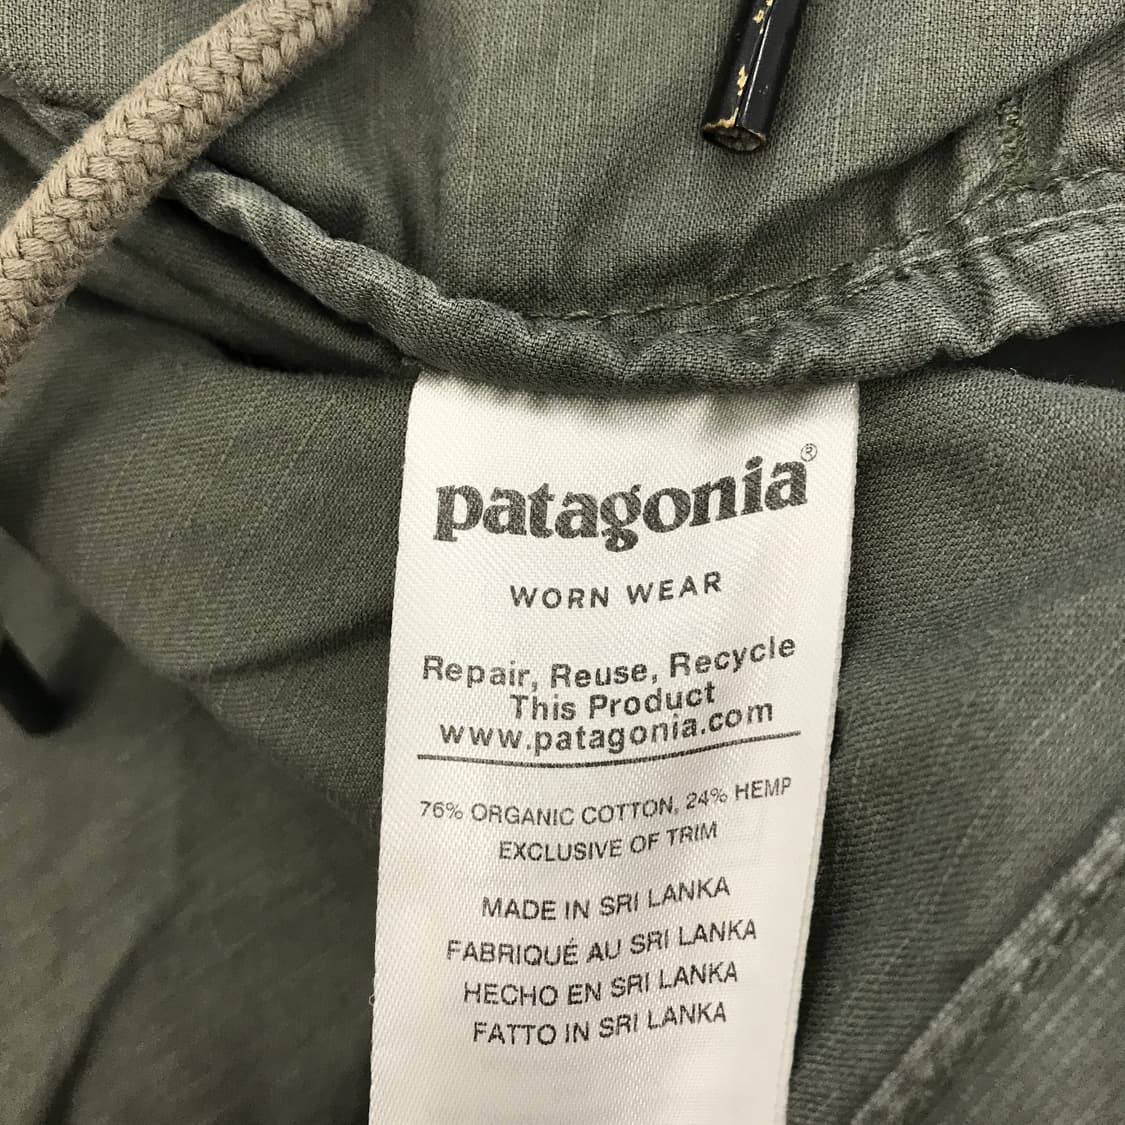 patagonia®
WORN WEAR
Repair, Reuse, Recycle
This Product
www.patagonia.com
76% ORGANIC COTTON, 24% HEMP
EXCLUSIVE OF TRIM
MADE IN SRI LANKA
FABRIQUÉ AU SRI LANKA
HECHO EN SRI LANKA
FATTO IN SRI LANKA